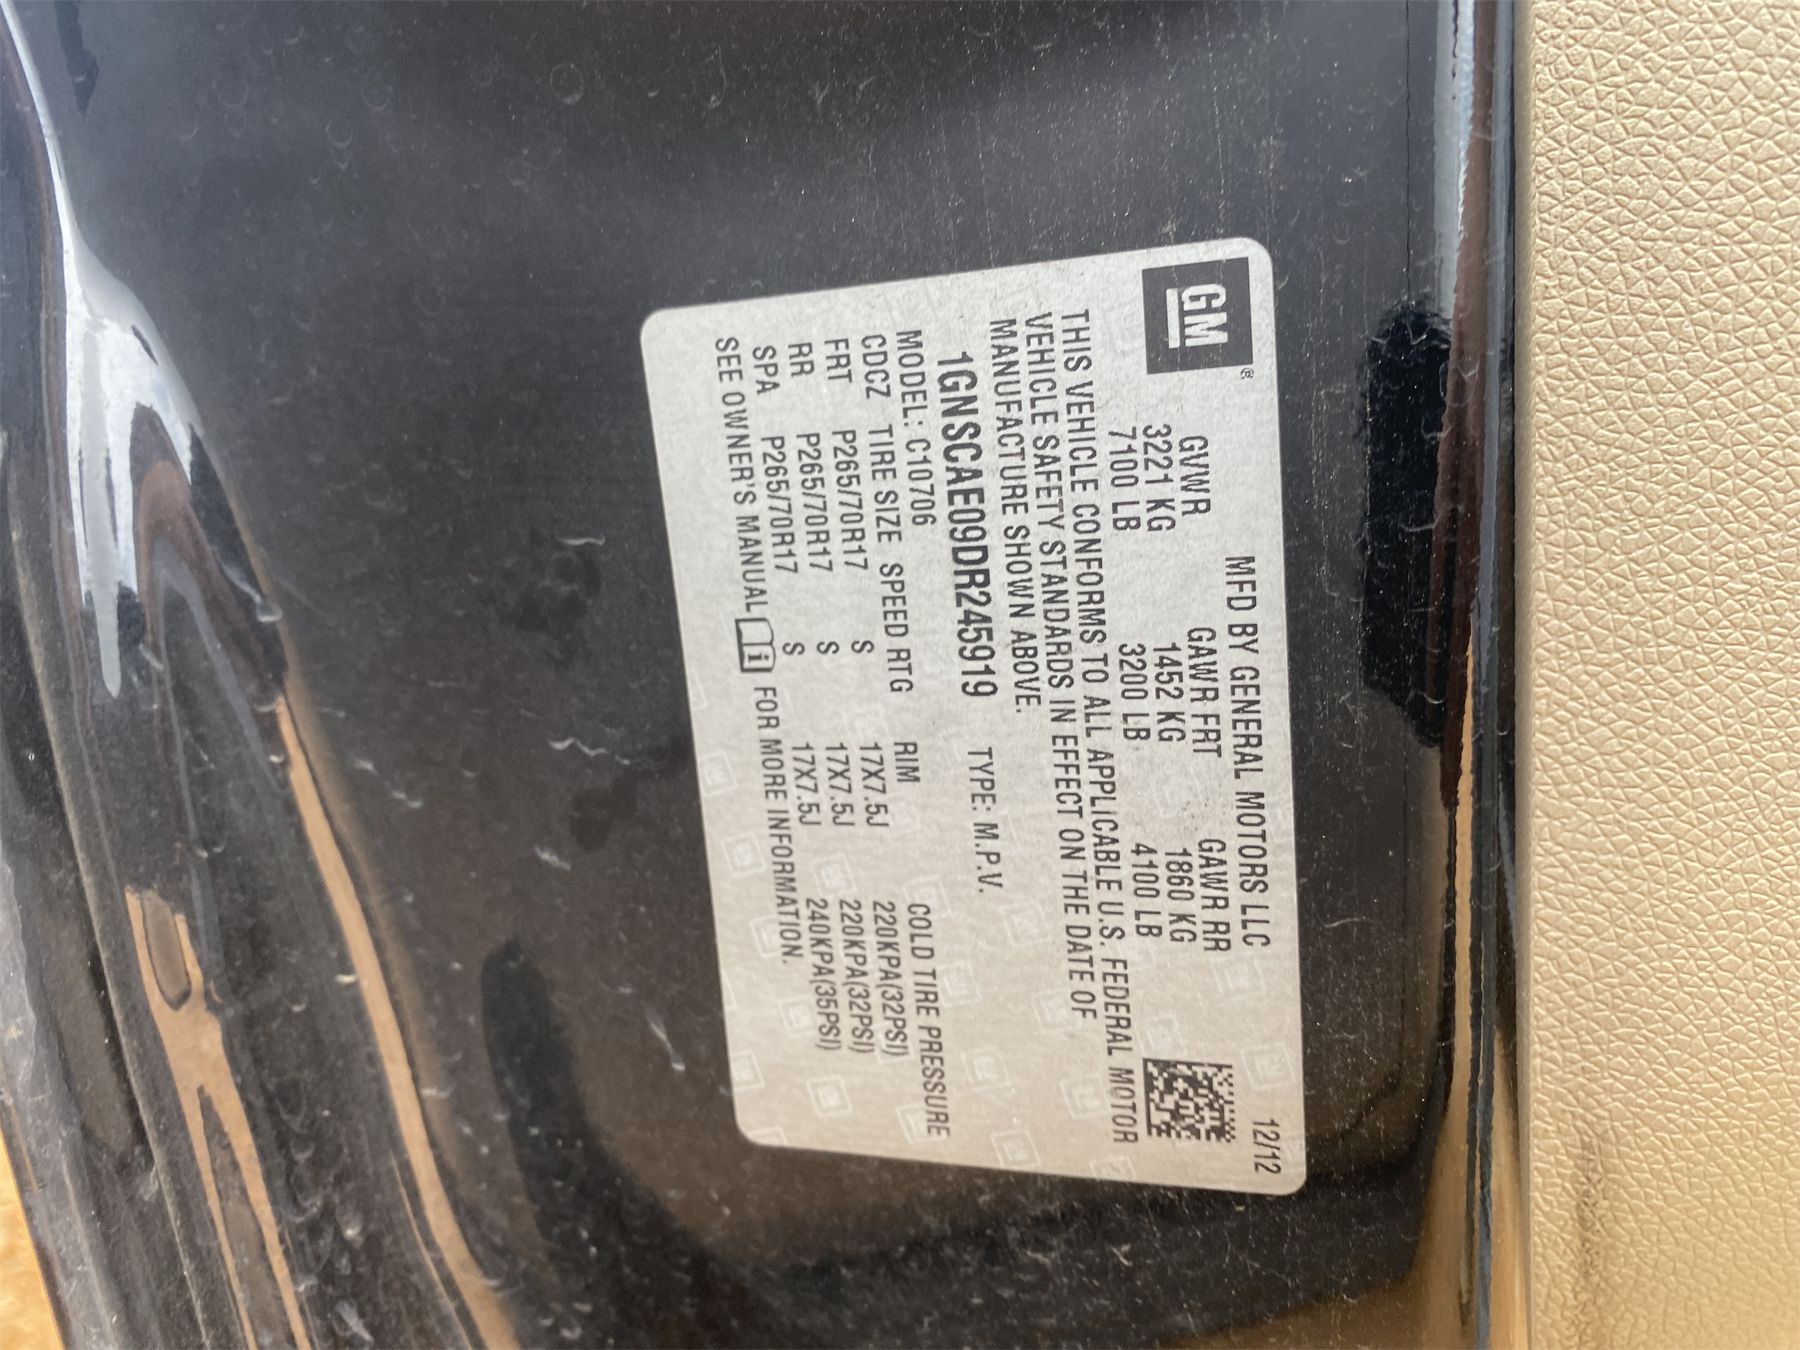 GM®
MFD BY GENERAL MOTORS LLC 12/12
GVWR GAWR FRT GAWR RR
3221 KG 1452 KG 1860 KG
7100 LB 3200 LB 4100 LB
THIS VEHICLE CONFORMS TO ALL APPLICABLE U.S. FEDERAL MOTOR
VEHICLE SAFETY STANDARDS IN EFFECT ON THE DATE OF
MANUFACTURE SHOWN ABOVE.
1GNSCAE09DR245919 TYPE: M.P.V.
MODEL: C10706
CDCZ TIRE SIZE SPEED RTG RIM COLD TIRE PRESSURE
FRT P265/70R17 S 17X7.5J 220KPA(32PSI)
RR P265/70R17 S 17X7.5J 220KPA(32PSI)
SPA P265/70R17 S 17X7.5J 240KPA(35PSI)
SEE OWNER'S MANUAL i FOR MORE INFORMATION.